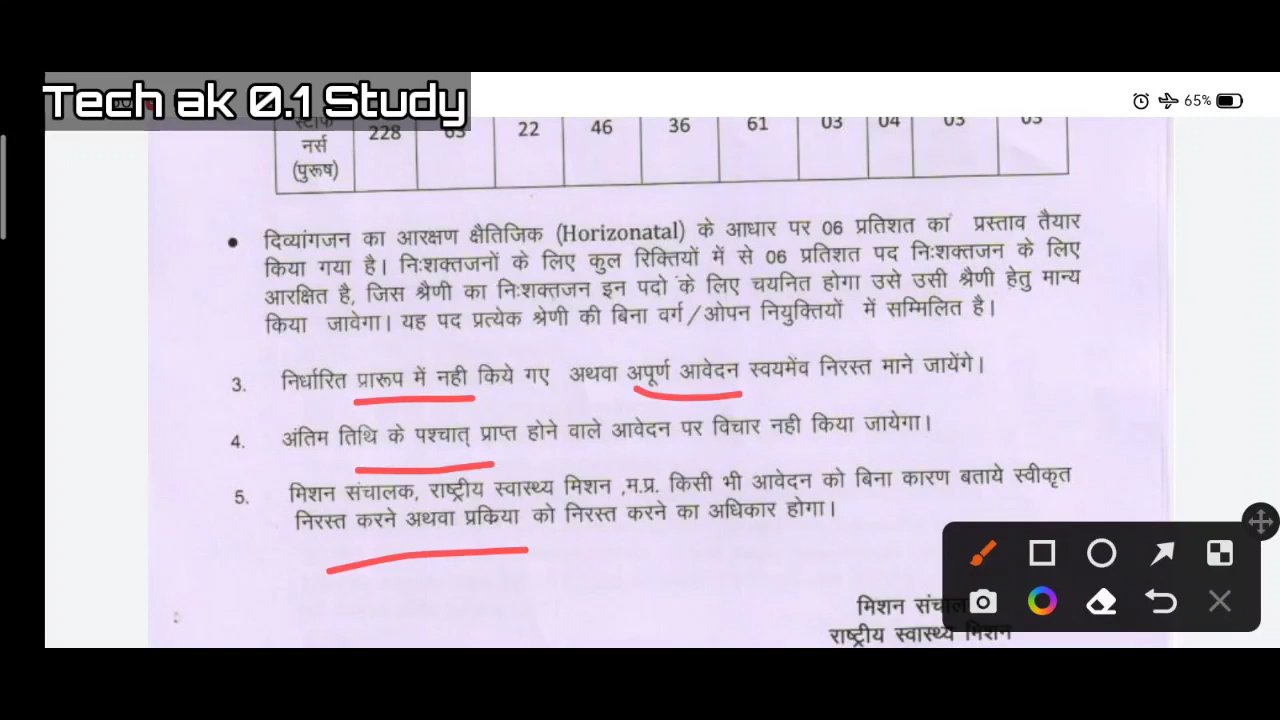 Tech ak 0.1 Study
65%
स्टाफ
नर्स
(पुरूष)
228 63 22 46 36 61 03 04 03 03
दिव्यांगजन का आरक्षण क्षैतिजिक (Horizonatal) के आधार पर 06 प्रतिशत का प्रस्ताव तैयार
किया गया है। निःशक्तजनों के लिए कुल रिक्तियों में से 06 प्रतिशत पद निःशक्तजन के लिए
आरक्षित है, जिस श्रैणी का निःशक्तजन इन पदो के लिए चयनित होगा उसे उसी श्रैणी हेतु मान्य
किया जावेगा। यह पद प्रत्येक श्रेणी की बिना वर्ग/ओपन नियुक्तियों में सम्मिलित है।
3. निर्धारित प्रारूप में नही किये गए अथवा अपूर्ण आवेदन स्वयमेंव निरस्त माने जायेंगे।
4. अंतिम तिथि के पश्चात् प्राप्त होने वाले आवेदन पर विचार नही किया जायेगा।
5. मिशन संचालक, राष्ट्रीय स्वास्थ्य मिशन ,म.प्र. किसी भी आवेदन को बिना कारण बताये स्वीकृत
निरस्त करने अथवा प्रकिया को निरस्त करने का अधिकार होगा।
मिशन
राष्ट्रीय स्वास्थ्य मिशन